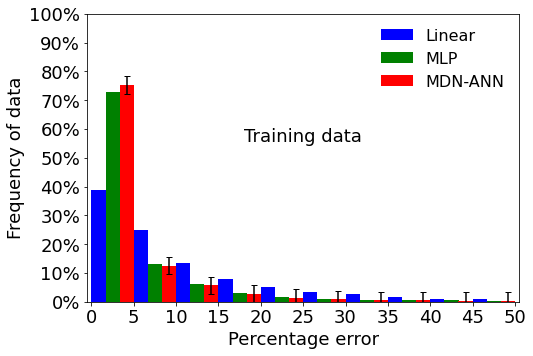 100%
90%
80%
70%
60%
50%
40%
30%
20%
10%
0%
Frequency of data
Linear
MLP
MDN-ANN
Training data
0 5 10 15 20 25 30 35 40 45 50
Percentage error